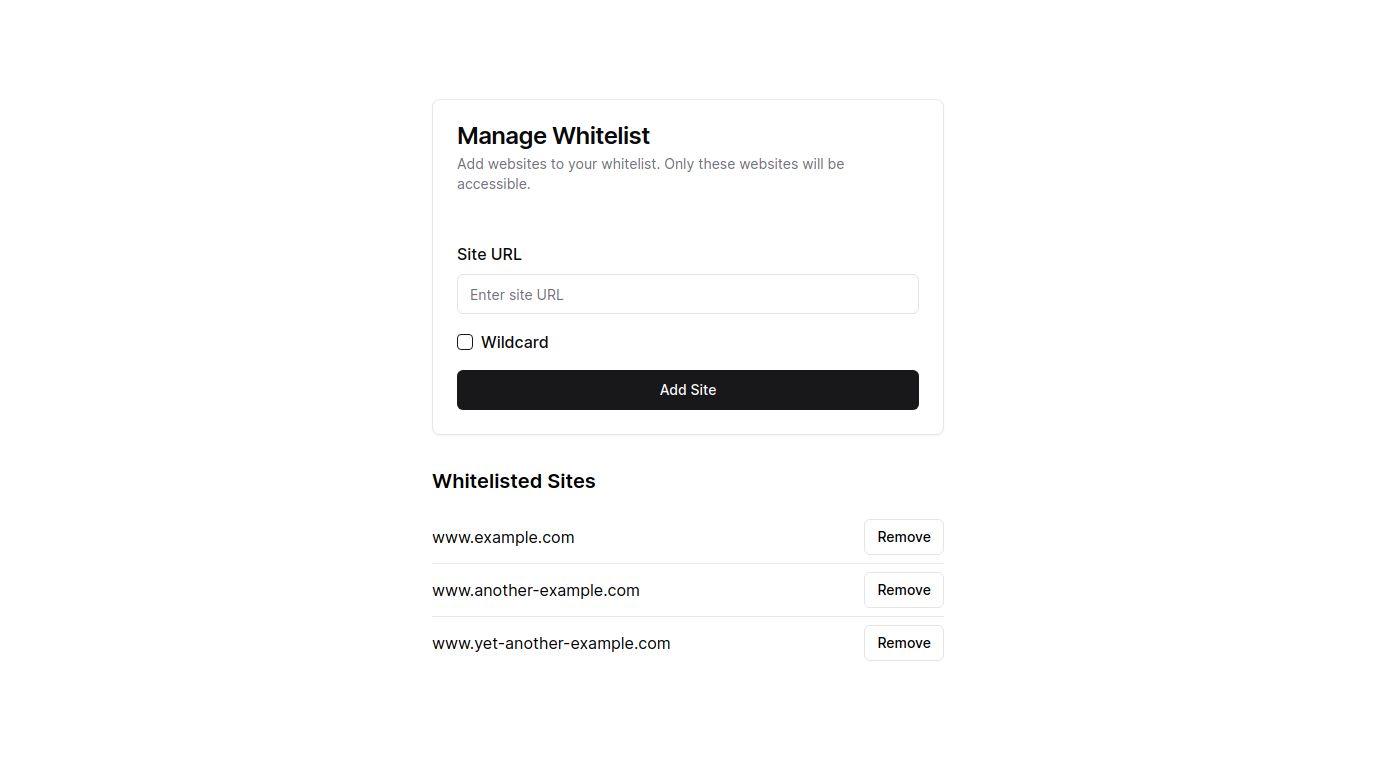 Manage Whitelist
Add websites to your whitelist. Only these websites will be
accessible.
Site URL
Enter site URL
Wildcard
Add Site
Whitelisted Sites
www.example.com
Remove
www.another-example.com
Remove
www.yet-another-example.com
Remove